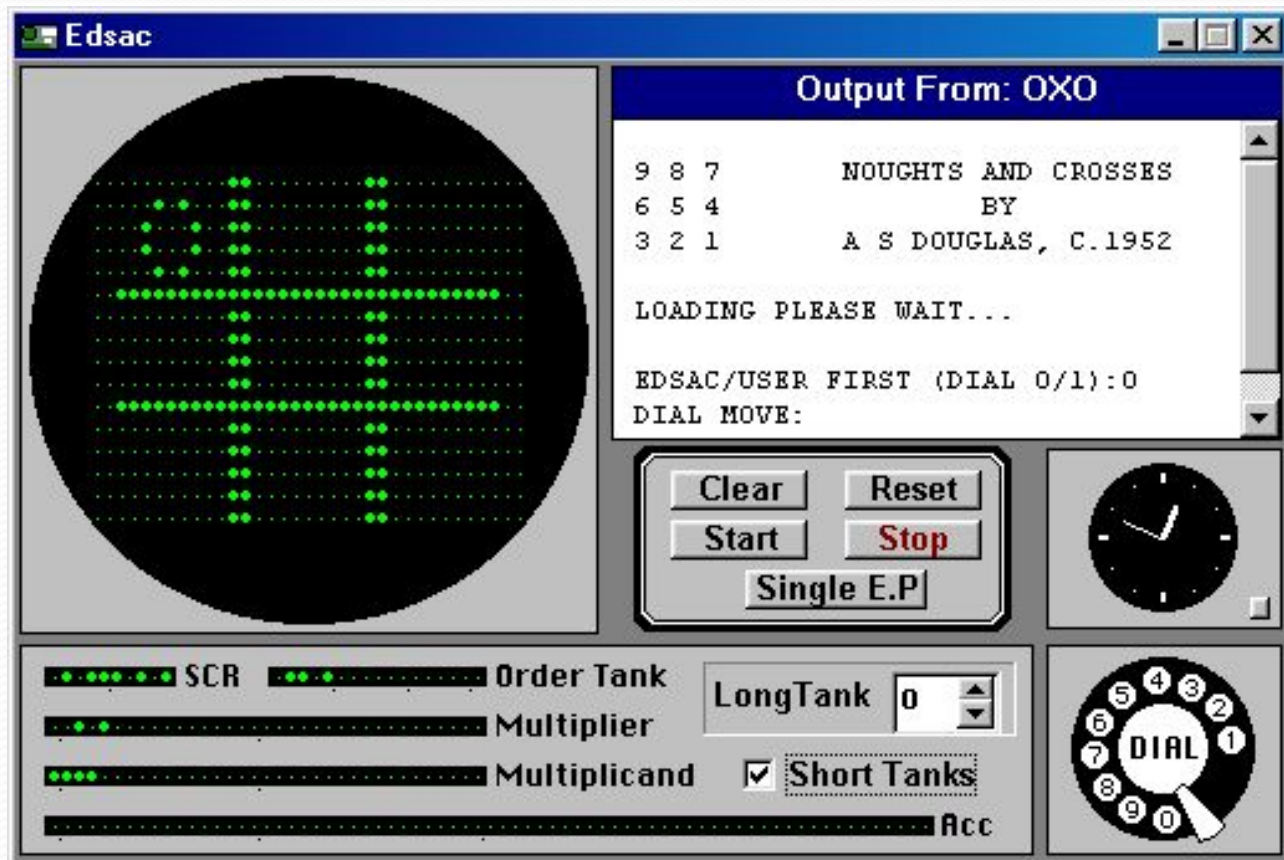 Edsac
Output From: OXO
9 8 7 NOUGHTS AND CROSSES
6 5 4 BY
3 2 1 A S DOUGLAS, C.1952
LOADING PLEASE WAIT...
EDSAC/USER FIRST (DIAL 0/1):0
DIAL MOVE:
Clear Reset
Start Stop
Single E.P
SCR Order Tank
Multiplier
Multiplicand
Acc
LongTank 0
Short Tanks
4 3 2 1
5 6 7 8 9 0
DIAL